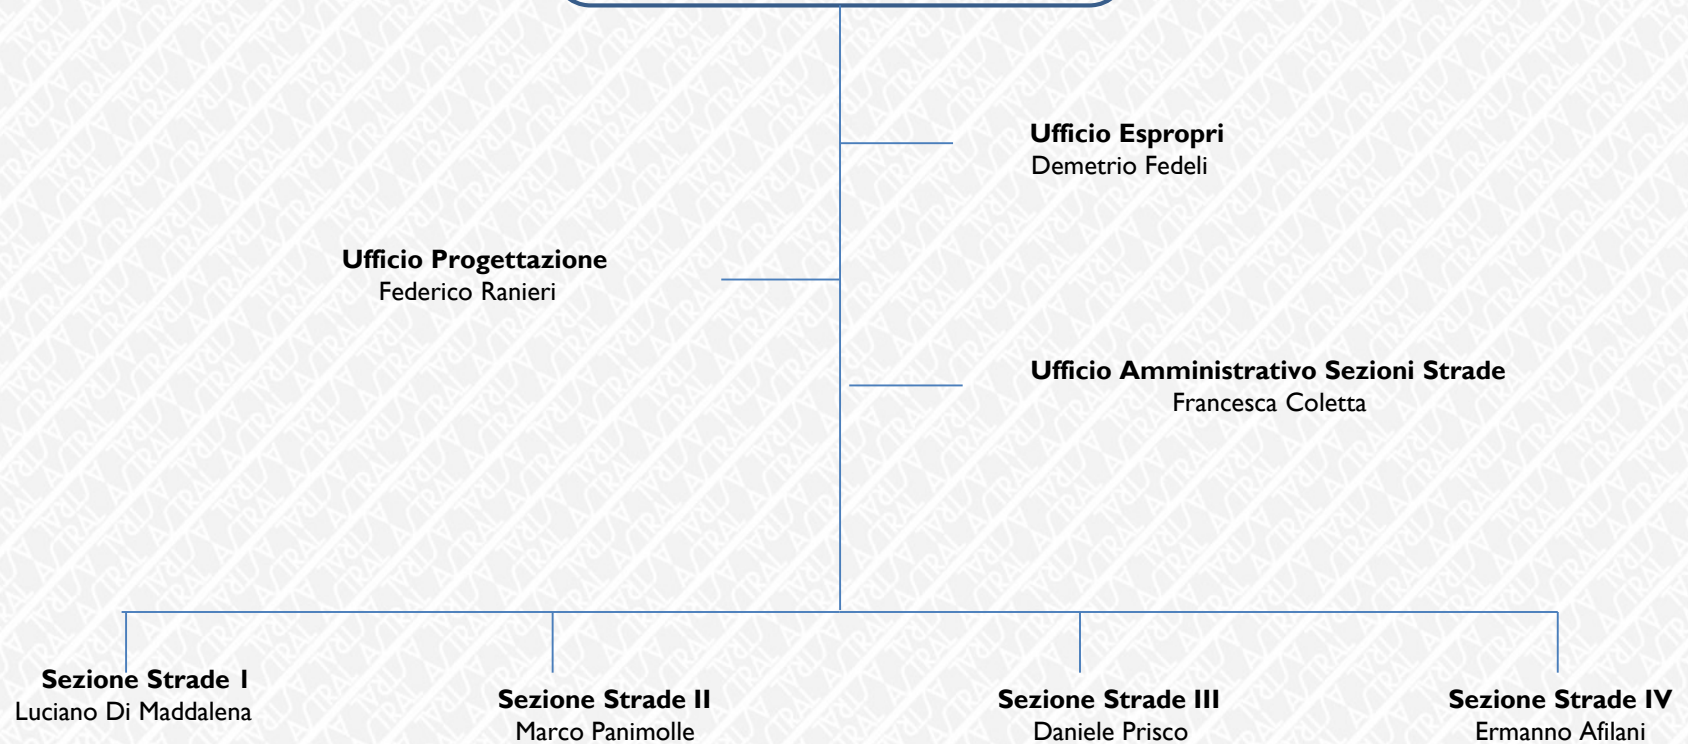 Ufficio Espropri
Demetrio Fedeli
Ufficio Progettazione
Federico Ranieri
Ufficio Amministrativo Sezioni Strade
Francesca Coletta
Sezione Strade I
Luciano Di Maddalena
Sezione Strade II
Marco Panimolle
Sezione Strade III
Daniele Prisco
Sezione Strade IV
Ermanno Afilani